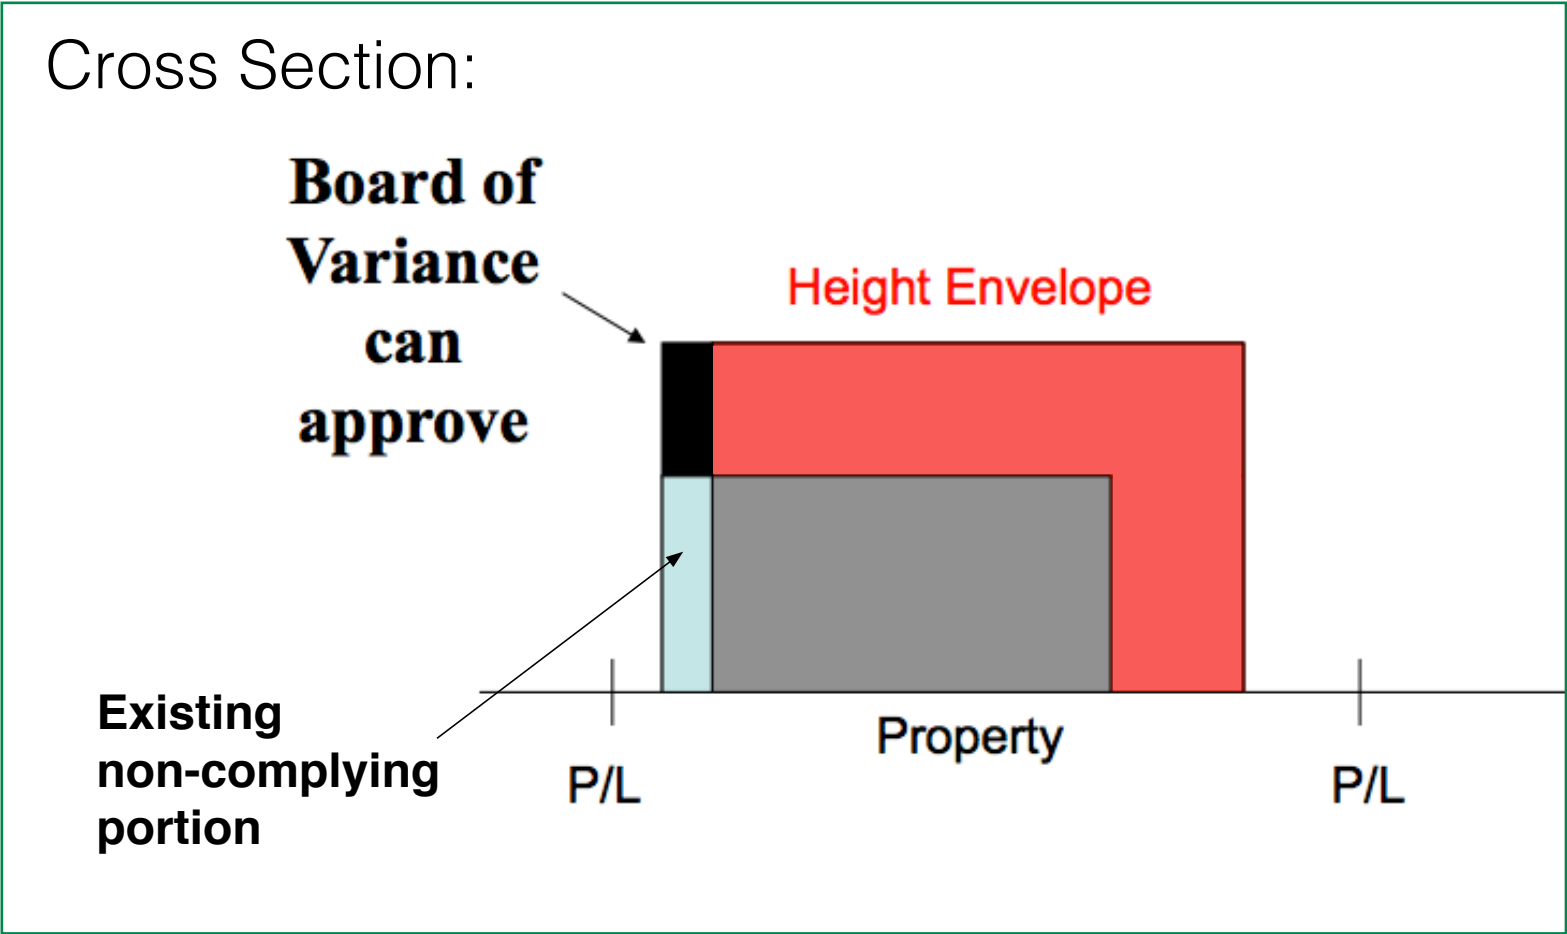 Cross Section:
Board of
Variance
can
approve
Height Envelope
Existing
non-complying
portion
Property
P/L
P/L